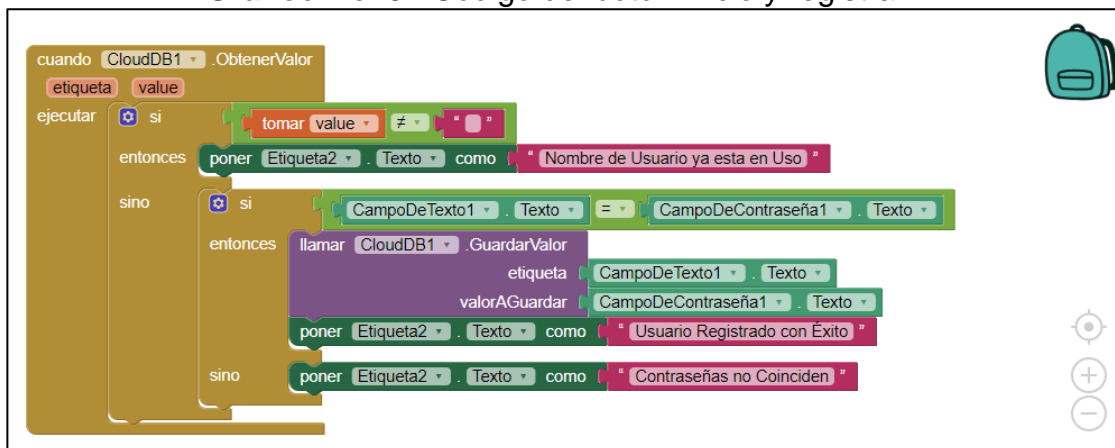 cuando CloudDB1 .ObtenerValor
etiqueta value
ejecutar si tomar value ≠ " "
entonces poner Etiqueta2 . Texto como " Nombre de Usuario ya esta en Uso "
sino si CampoDeTexto1 . Texto = CampoDeContraseña1 . Texto
entonces llamar CloudDB1 .GuardarValor
etiqueta CampoDeTexto1 . Texto
valorAGuardar CampoDeContraseña1 . Texto
poner Etiqueta2 . Texto como " Usuario Registrado con Éxito "
sino poner Etiqueta2 . Texto como " Contraseñas no Coinciden "